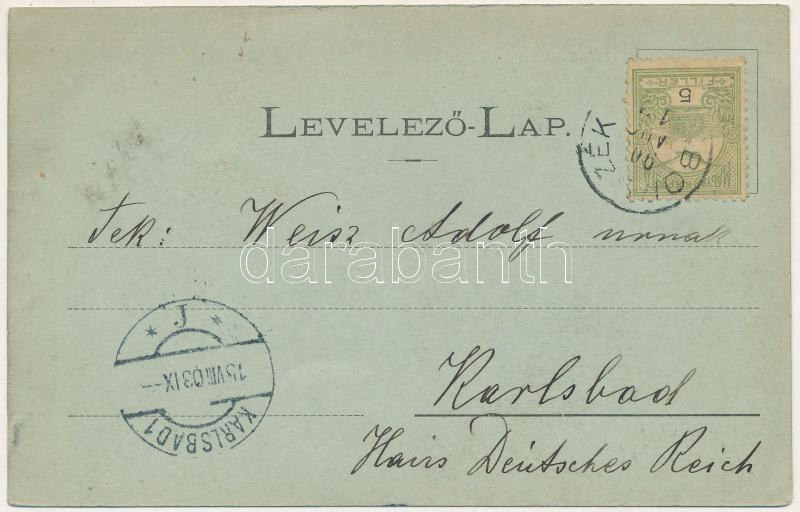 LEVELEZŐ-LAP.
5
FILLÉR
ZÉK
Tek: Weisz Adolf urnak
darabanth
Karlsbad
Haus Deutsches Reich
* J *
15 VIII 03 IX -
KARLSBAD 1